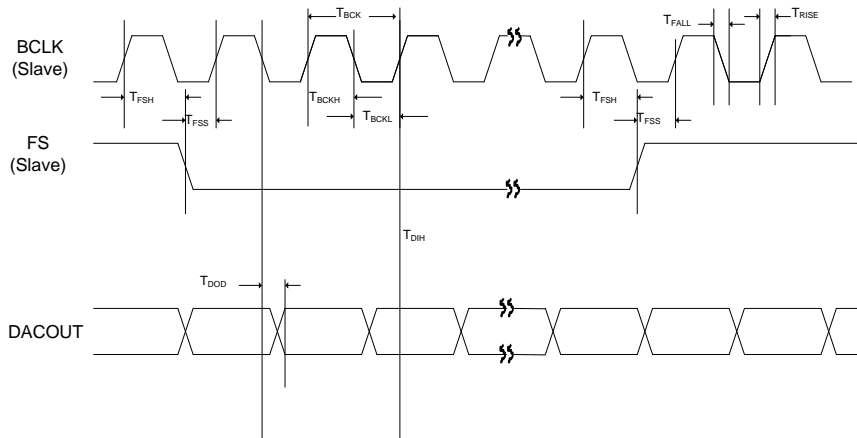 T_BCK
T_FALL
T_RISE
BCLK
(Slave)
T_FSH
T_FSS
T_BCKH
T_BCKL
T_FSH
T_FSS
FS
(Slave)
T_DIH
T_DOD
DACOUT